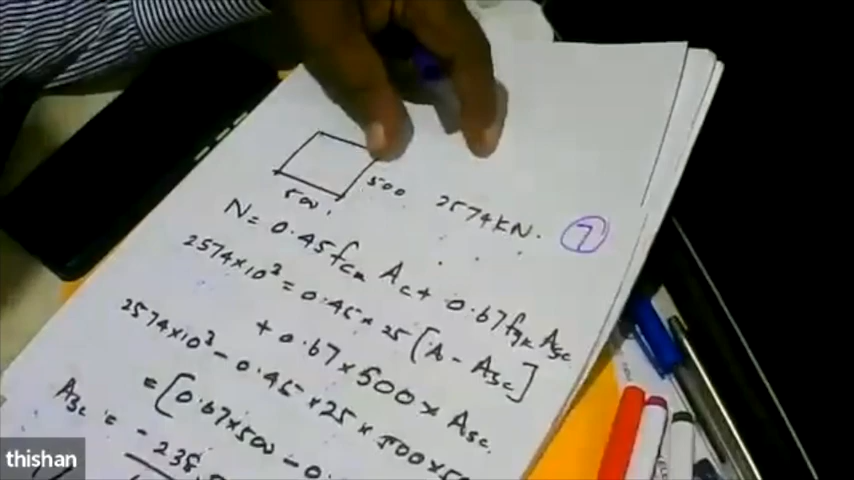 500
500 2574KN. 7
N = 0.45fcu Ac + 0.67fyk Asc
2574×10³ = 0.45×25 [A - Asc]
+ 0.67×500× Asc.
2574×10³ - 0.45×25×500×50
= [0.67×500 - 0.
Asc = -238.
thishan